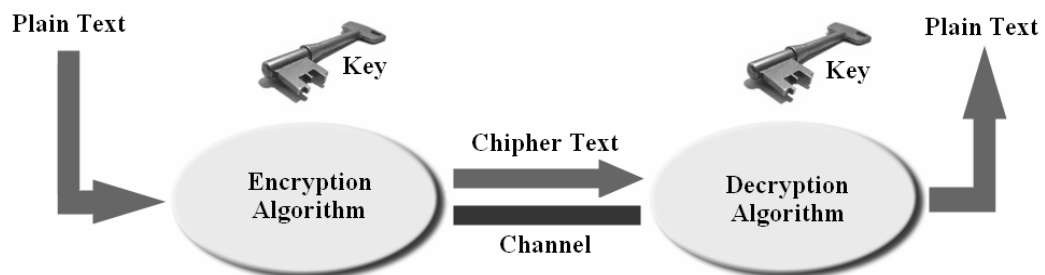 Plain Text
Key
Encryption
Algorithm
Chipher Text
Channel
Key
Decryption
Algorithm
Plain Text